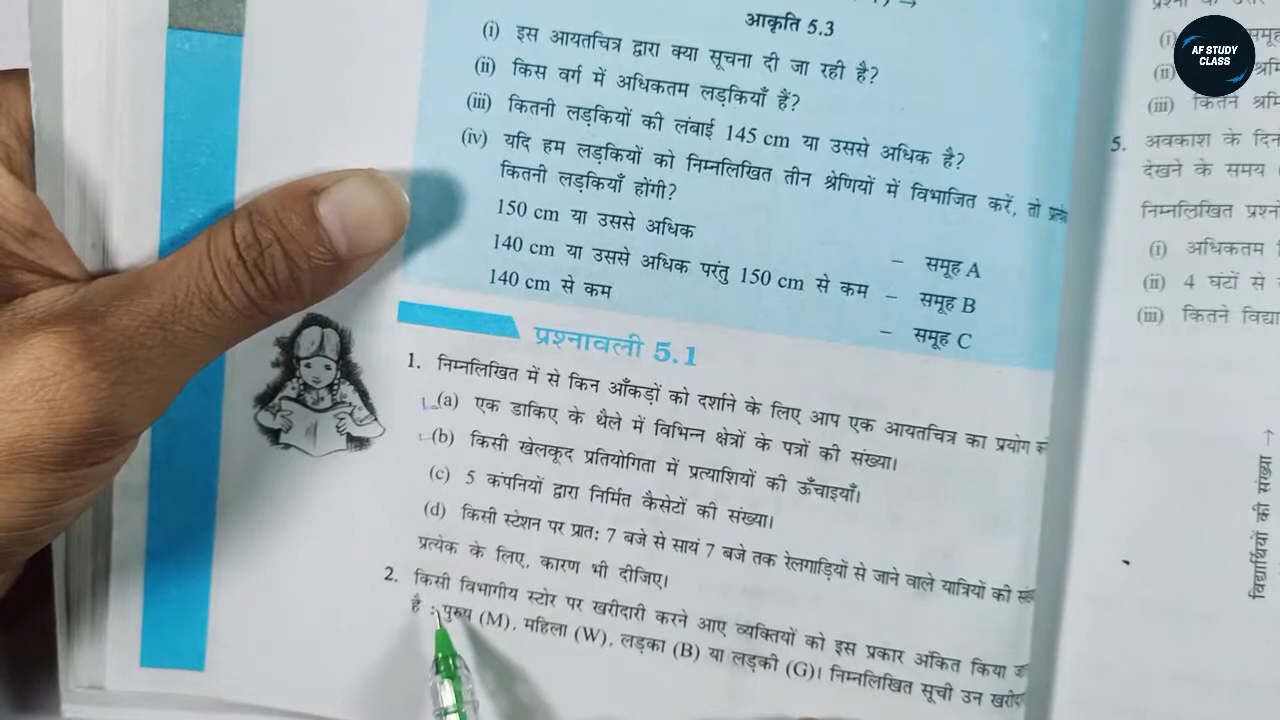 आकृति 5.3
(i) इस आयतचित्र द्वारा क्या सूचना दी जा रही है?
(ii) किस वर्ग में अधिकतम लड़कियाँ हैं?
(iii) कितनी लड़कियों की लंबाई 145 cm या उससे अधिक है?
(iv) यदि हम लड़कियों को निम्नलिखित तीन श्रेणियों में विभाजित करें, तो
कितनी लड़कियाँ होंगी?
150 cm या उससे अधिक – समूह A
140 cm या उससे अधिक परंतु 150 cm से कम – समूह B
140 cm से कम – समूह C
प्रश्नावली 5.1
1. निम्नलिखित में से किन आँकड़ों को दर्शाने के लिए आप एक आयतचित्र का प्रयोग
(a) एक डाकिए के थैले में विभिन्न क्षेत्रों के पत्रों की संख्या।
(b) किसी खेलकूद प्रतियोगिता में प्रत्याशियों की ऊँचाइयाँ।
(c) 5 कंपनियों द्वारा निर्मित कैसेटों की संख्या।
(d) किसी स्टेशन पर प्रात: 7 बजे से सायं 7 बजे तक रेलगाड़ियों से जाने वाले यात्रियों की
प्रत्येक के लिए, कारण भी दीजिए।
2. किसी विभागीय स्टोर पर खरीदारी करने आए व्यक्तियों को इस प्रकार अंकित किया
है : पुरुष (M), महिला (W), लड़का (B) या लड़की (G)। निम्नलिखित सूची उन
AF STUDY
CLASS
(i)
(ii)
(iii) कितने
5. अवकाश के
देखने के समय
निम्नलिखित
(i) अधिकतम
(ii) 4 घंटों से
(iii) कितने
विद्यार्थियों की संख्या →